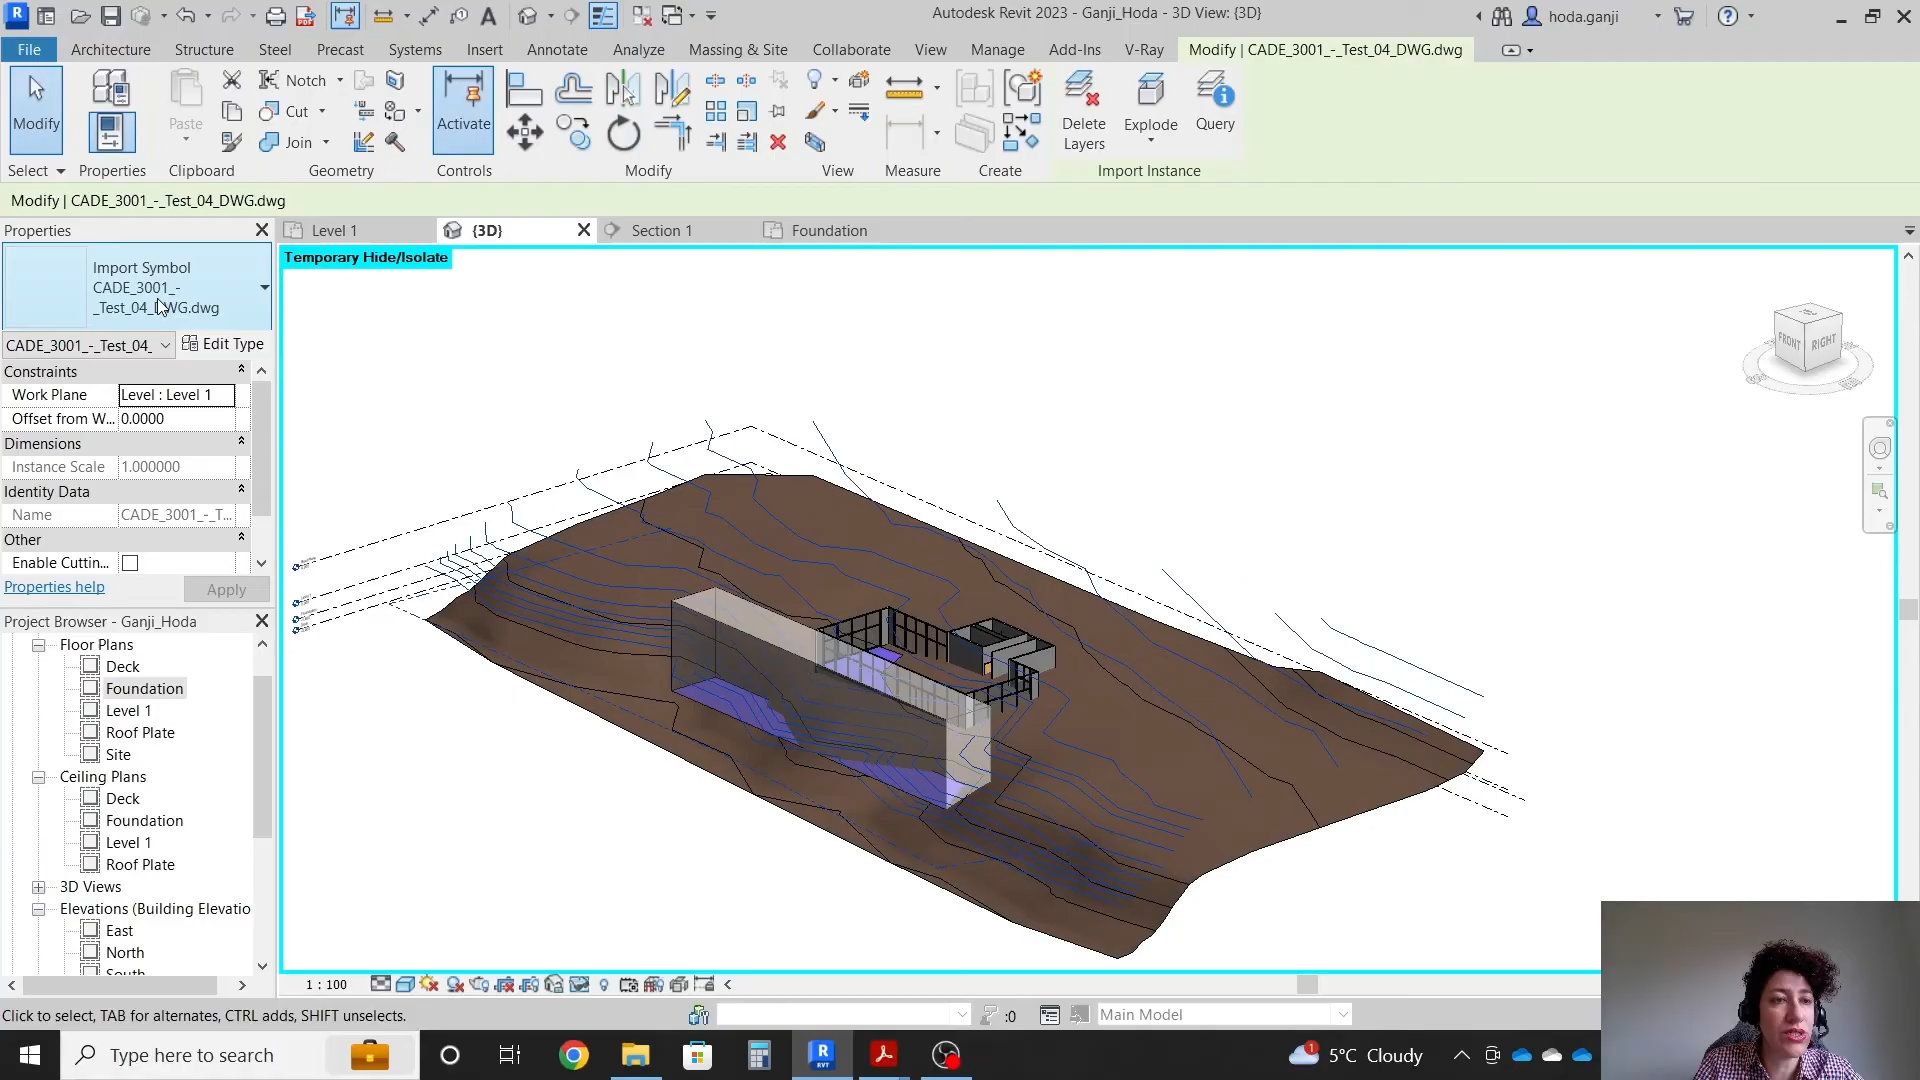 Autodesk Revit 2023 - Ganji_Hoda - 3D View: {3D}
hoda.ganji
File
Architecture
Structure
Steel
Precast
Systems
Insert
Annotate
Analyze
Massing & Site
Collaborate
View
Manage
Add-Ins
V-Ray
Modify | CADE_3001_-_Test_04_DWG.dwg
Modify
Paste
Notch
Cut
Join
Activate
Delete
Layers
Explode
Query
Select
Properties
Clipboard
Geometry
Controls
Modify
View
Measure
Create
Import Instance
Modify | CADE_3001_-_Test_04_DWG.dwg
Properties
Level 1
{3D}
Section 1
Foundation
Temporary Hide/Isolate
Import Symbol
CADE_3001_-
_Test_04_DWG.dwg
CADE_3001_-_Test_04_
Edit Type
Constraints
Work Plane
Level : Level 1
Offset from W...
0.0000
Dimensions
Instance Scale
1.000000
Identity Data
Name
CADE_3001_-_T...
Other
Enable Cuttin...
Properties help
Apply
FRONT
RIGHT
Project Browser - Ganji_Hoda
Floor Plans
Deck
Foundation
Level 1
Roof Plate
Site
Ceiling Plans
Deck
Foundation
Level 1
Roof Plate
3D Views
Elevations (Building Elevatio
East
North
South
1 : 100
Click to select, TAB for alternates, CTRL adds, SHIFT unselects.
:0
Main Model
Type here to search
5°C Cloudy